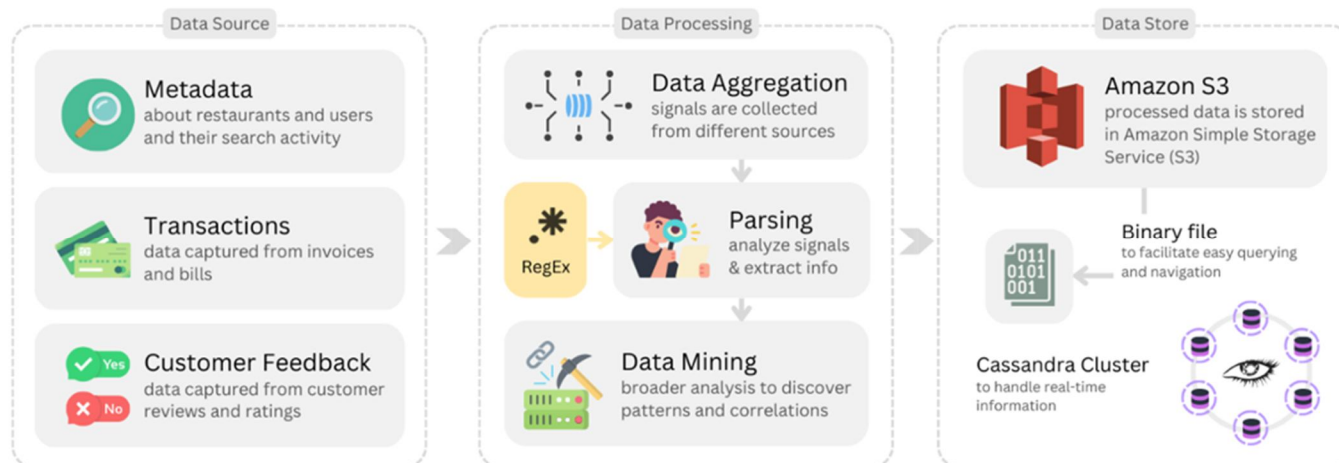 Data Source
Metadata
about restaurants and users
and their search activity
Transactions
data captured from invoices
and bills
Yes
No
Customer Feedback
data captured from customer
reviews and ratings
Data Processing
Data Aggregation
signals are collected
from different sources
.*
RegEx
Parsing
analyze signals
& extract info
Data Mining
broader analysis to discover
patterns and correlations
Data Store
Amazon S3
processed data is stored
in Amazon Simple Storage
Service (S3)
Binary file
to facilitate easy querying
and navigation
011
0101
001
Cassandra Cluster
to handle real-time
information